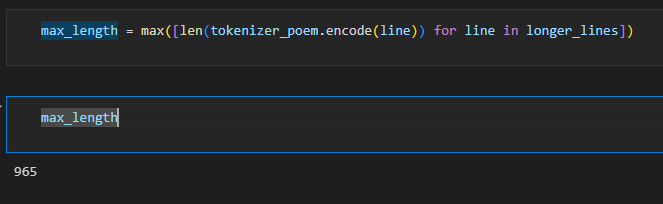 max_length = max([len(tokenizer_poem.encode(line)) for line in longer_lines])
max_length
965